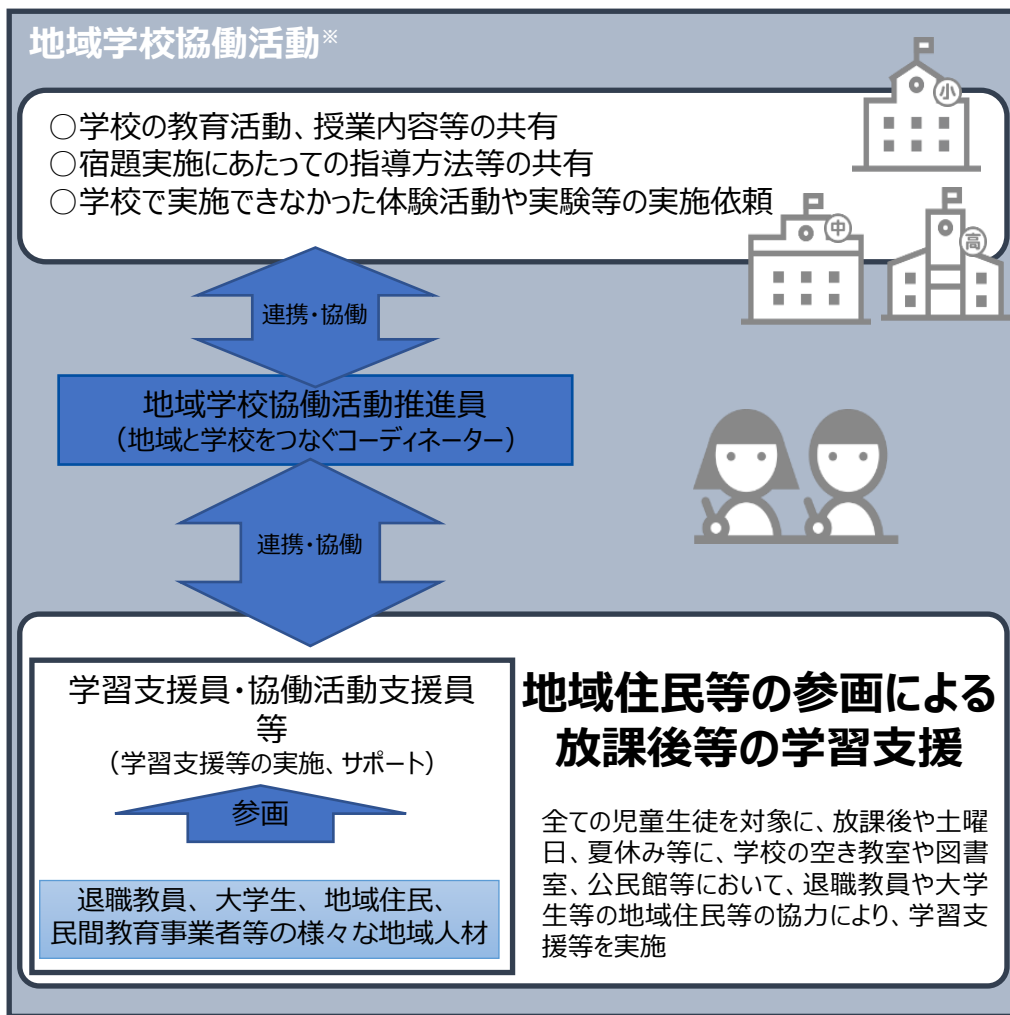 地域学校協働活動※
○学校の教育活動、授業内容等の共有
○宿題実施にあたっての指導方法等の共有
○学校で実施できなかった体験活動や実験等の実施依頼
小
中
高
連携・協働
地域学校協働活動推進員
（地域と学校をつなぐコーディネーター）
連携・協働
学習支援員・協働活動支援員
等
（学習支援等の実施、サポート）
参画
退職教員、大学生、地域住民、
民間教育事業者等の様々な地域人材
地域住民等の参画による
放課後等の学習支援
全ての児童生徒を対象に、放課後や土曜
日、夏休み等に、学校の空き教室や図書
室、公民館等において、退職教員や大学
生等の地域住民等の協力により、学習支
援等を実施